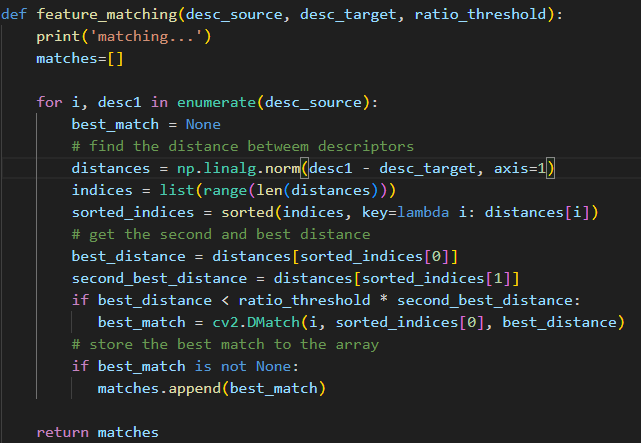 def feature_matching(desc_source, desc_target, ratio_threshold):
    print('matching...')
    matches=[]

    for i, desc1 in enumerate(desc_source):
        best_match = None
        # find the distance betweem descriptors
        distances = np.linalg.norm(desc1 - desc_target, axis=1)
        indices = list(range(len(distances)))
        sorted_indices = sorted(indices, key=lambda i: distances[i])
        # get the second and best distance
        best_distance = distances[sorted_indices[0]]
        second_best_distance = distances[sorted_indices[1]]
        if best_distance < ratio_threshold * second_best_distance:
           best_match = cv2.DMatch(i, sorted_indices[0], best_distance)
        # store the best match to the array
        if best_match is not None:
           matches.append(best_match)

    return matches